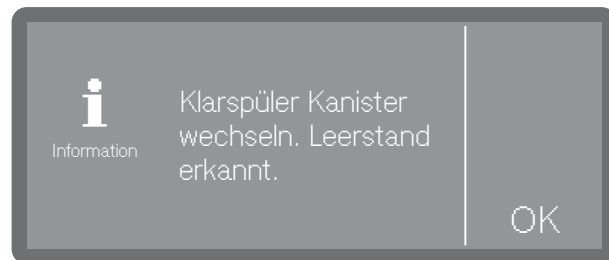 Information
Klarspüler Kanister
wechseln. Leerstand
erkannt.
OK